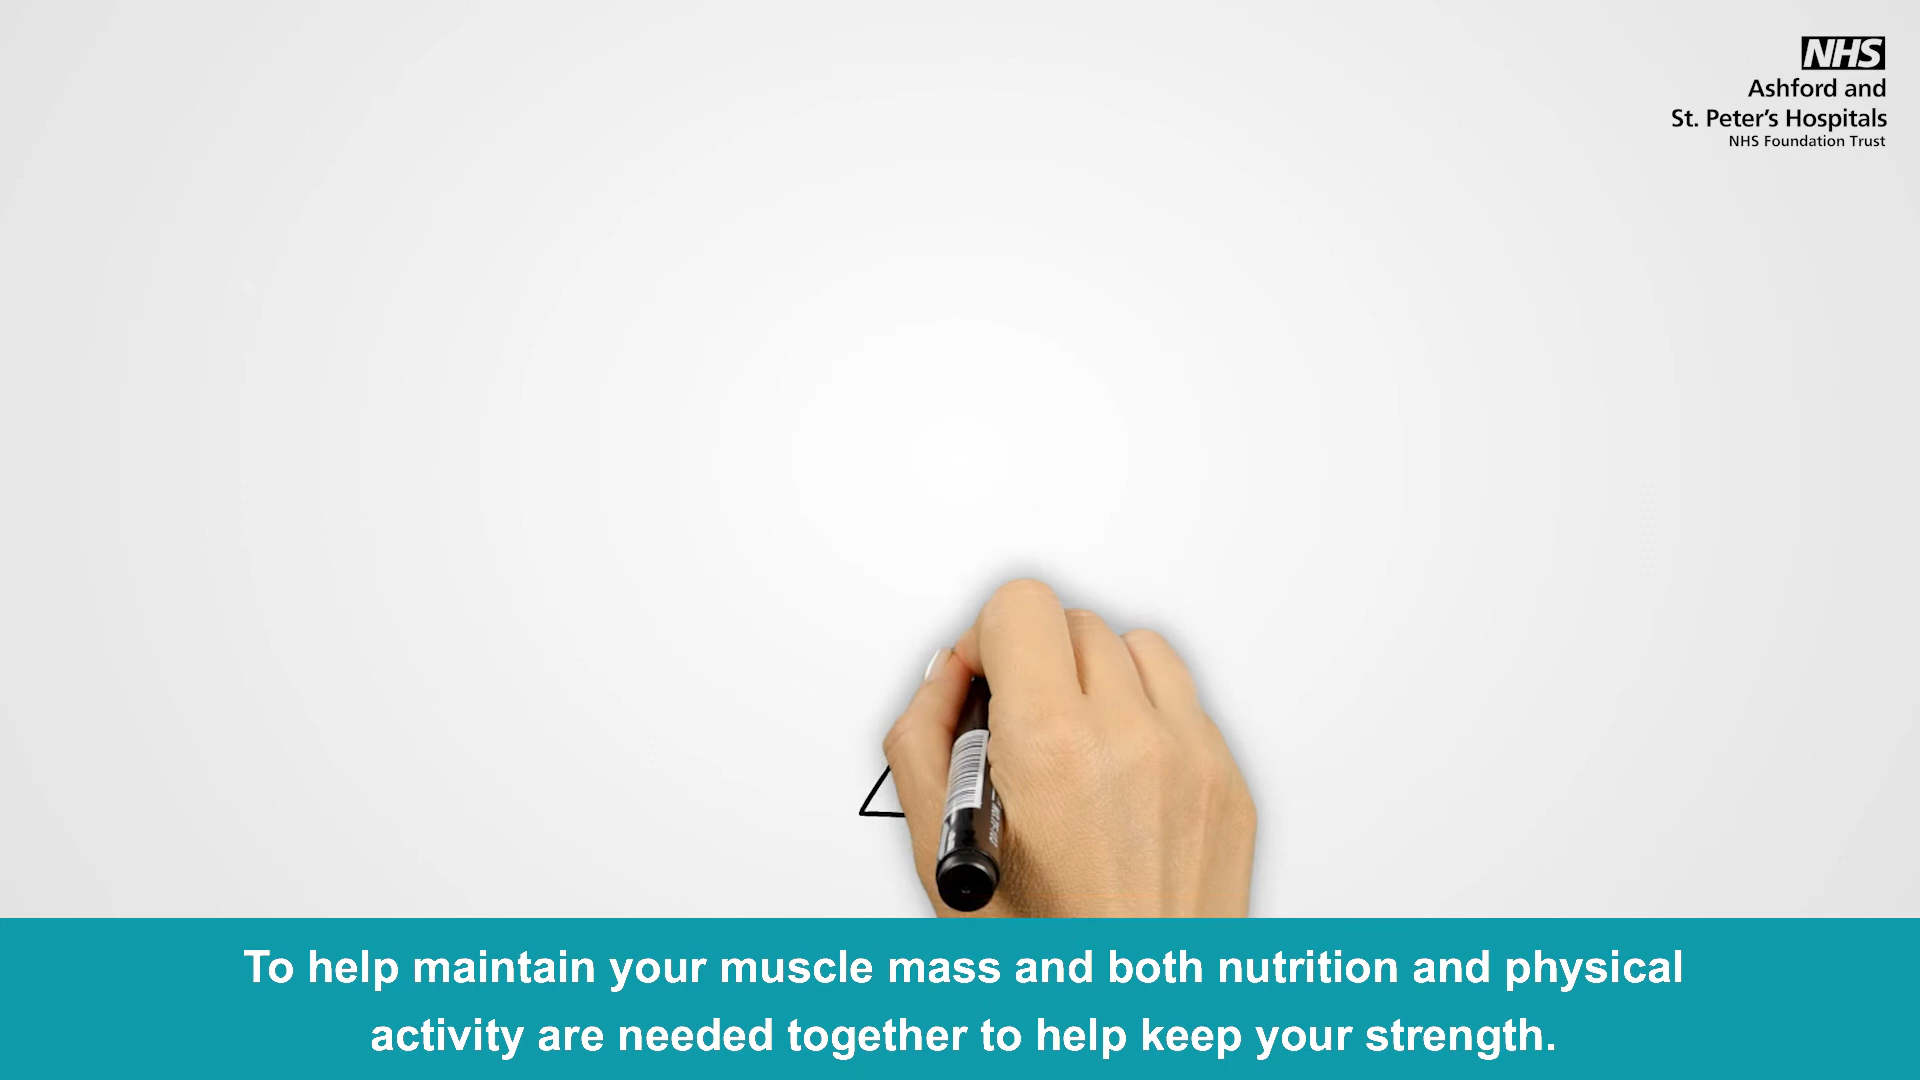 NHS
Ashford and
St. Peter's Hospitals
NHS Foundation Trust
To help maintain your muscle mass and both nutrition and physical
activity are needed together to help keep your strength.